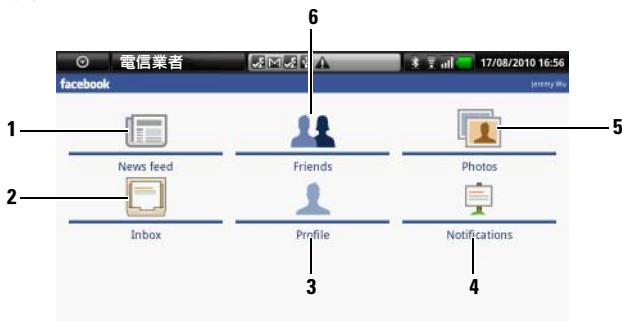 6
電信業者 17/08/2010 16:56
facebook Jeremy Wu
1 5
News feed Friends Photos
2
Inbox Profile Notifications
3 4